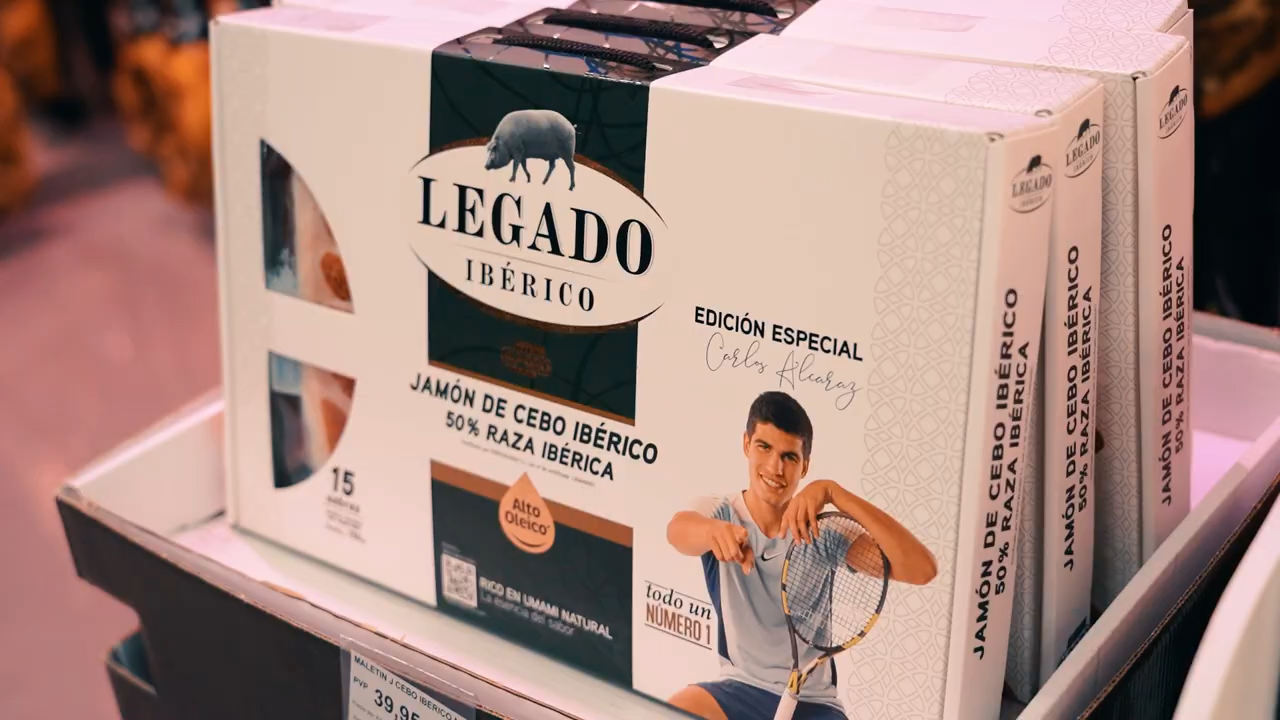 LEGADO
IBÉRICO
EDICIÓN ESPECIAL
Carlos Alcaraz
JAMÓN DE CEBO IBÉRICO
50% RAZA IBÉRICA
15
sobres
Alto
Oleico
RICO EN UMAMI NATURAL
La esencia del sabor
todo un
NÚMERO 1
LEGADO
IBÉRICO
JAMÓN DE CEBO IBÉRICO
50% RAZA IBÉRICA
LEGADO
IBÉRICO
JAMÓN DE CEBO IBÉRICO
50% RAZA IBÉRICA
LEGADO
IBÉRICO
JAMÓN DE CEBO IBÉRICO
50% RAZA IBÉRICA
MALETIN J CEBO IBERICO
PVP 39,95